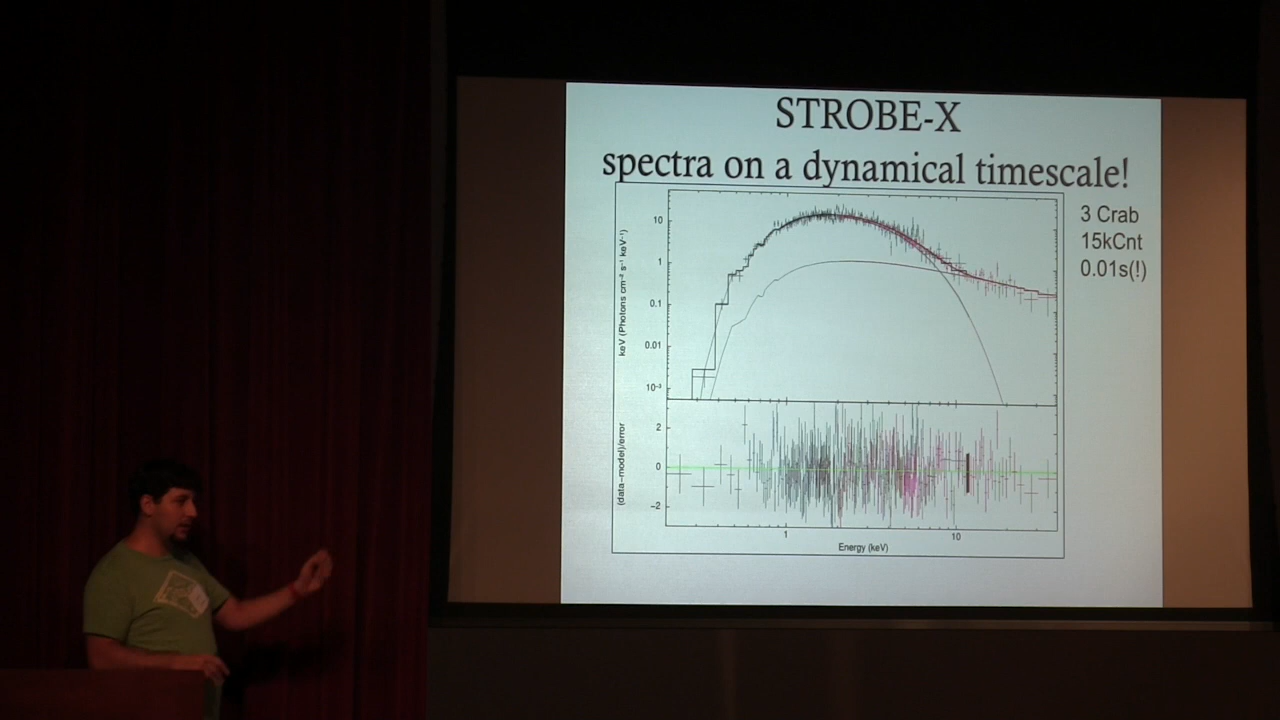 STROBE-X
spectra on a dynamical timescale!
3 Crab
15kCnt
0.01s(!)
keV (Photons cm⁻² s⁻¹ keV⁻¹)
10
1
0.1
0.01
10⁻³
(data−model)/error
2
0
−2
1
10
Energy (keV)